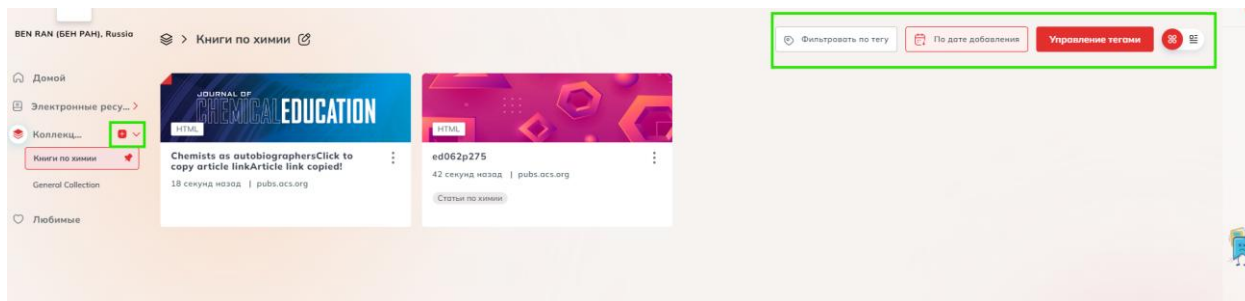 BEN RAN (БЕН РАН), Russia
Книги по химии
Фильтровать по тегу
По дате добавления
Управление тегами
Домой
Электронные ресу...
Коллекц...
Книги по химии
General Collection
Любимые
JOURNAL OF
CHEMICAL EDUCATION
HTML
Chemists as autobiographersClick to
copy article linkArticle link copied!
18 секунд назад | pubs.acs.org
HTML
ed062p275
42 секунд назад | pubs.acs.org
Статьи по химии